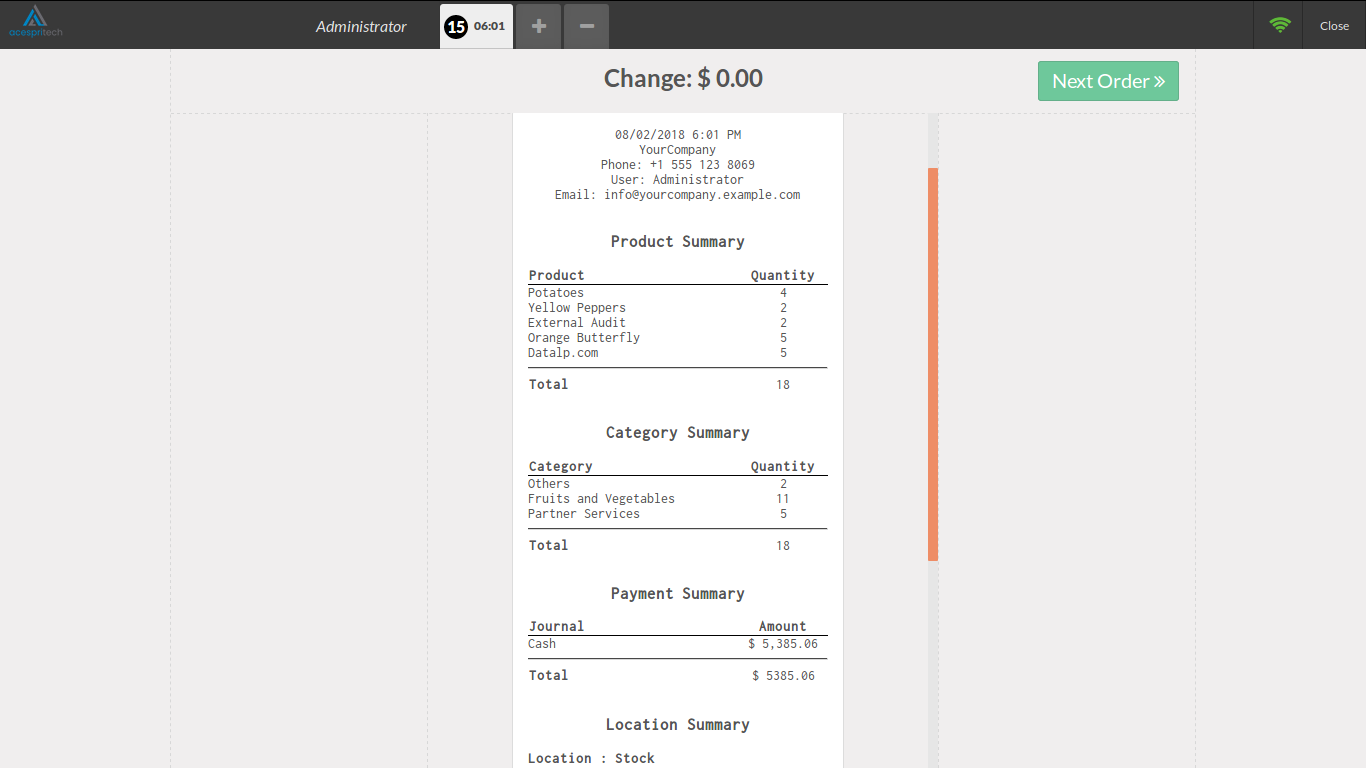 acespritech
Administrator
15 06:01
+
−
Close
Change: $ 0.00
Next Order »
08/02/2018 6:01 PM
YourCompany
Phone: +1 555 123 8069
User: Administrator
Email: info@yourcompany.example.com
Product Summary
Product Quantity
Potatoes 4
Yellow Peppers 2
External Audit 2
Orange Butterfly 5
Datalp.com 5
Total 18
Category Summary
Category Quantity
Others 2
Fruits and Vegetables 11
Partner Services 5
Total 18
Payment Summary
Journal Amount
Cash $ 5,385.06
Total $ 5385.06
Location Summary
Location : Stock